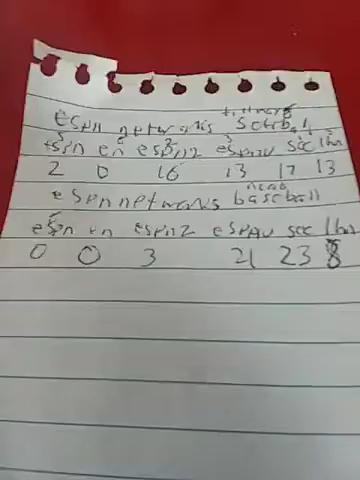 espn networks softball
espn en espn2 espnu sec lhn
2 0 16 13 17 13
ncaa
espn networks baseball
espn en espn2 espnu sec lhn
0 0 3 21 23 8